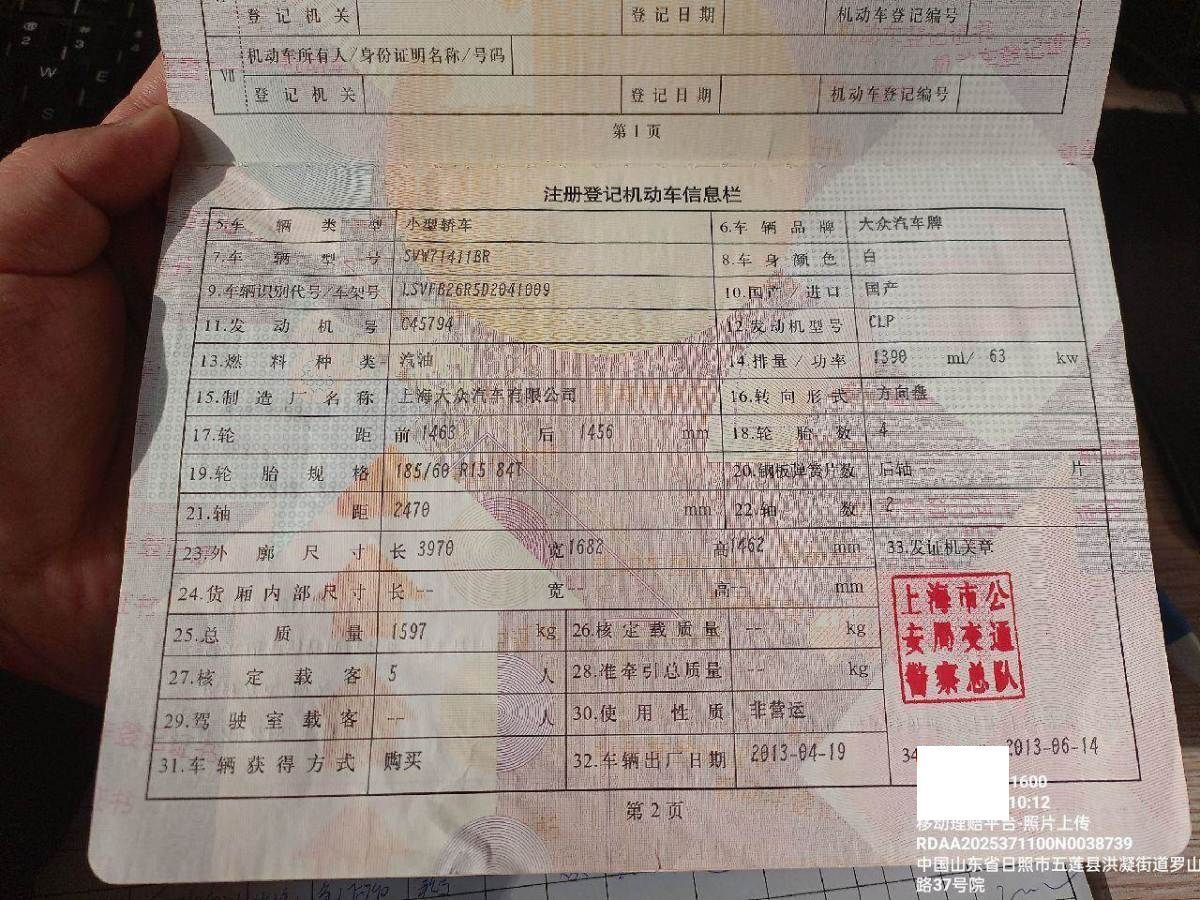 登记机关 登记日期 机动车登记编号
Ⅶ 机动车所有人/身份证明名称/号码
登记机关 登记日期 机动车登记编号
第1页
注册登记机动车信息栏
5.车辆类型 小型轿车 6.车辆品牌 大众汽车牌
7.车辆型号 SVW71411BR 8.车身颜色 白
9.车辆识别代号/车架号 LSVFB26R5D2041009 10.国产/进口 国产
11.发动机号 C45794 12.发动机型号 CLP
13.燃料种类 汽油 14.排量/功率 1390 ml/ 63 kw
15.制造厂名称 上海大众汽车有限公司 16.转向形式 方向盘
17.轮距 前 1463 后 1456 mm 18.轮胎数 4
19.轮胎规格 185/60 R15 84T 20.钢板弹簧片数 后轴 片
21.轴距 2470 mm 22.轴数 2
23.外廓尺寸 长 3970 宽 1682 高 1462 mm 33.发证机关章
24.货厢内部尺寸 长 -- 宽 -- 高 -- mm
上海市公
安局交通
警察总队
25.总质量 1597 kg 26.核定载质量 -- kg
27.核定载客 5 人 28.准牵引总质量 -- kg
29.驾驶室载客 -- 人 30.使用性质 非营运
31.车辆获得方式 购买 32.车辆出厂日期 2013-04-19 34 2013-06-14
第2页
1600
10:12
移动理赔平台-照片上传
RDAA2025371100N0038739
中国山东省日照市五莲县洪凝街道罗山
路37号院
W
E
S
2
3